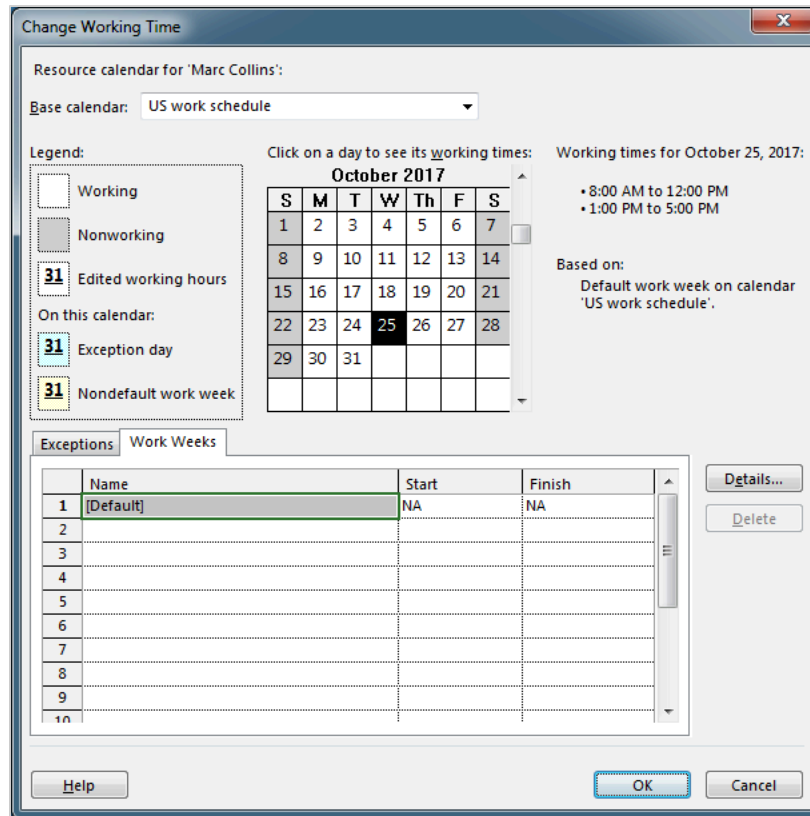 Change Working Time
Resource calendar for 'Marc Collins':
Base calendar: US work schedule
Legend:
Working
Nonworking
31 Edited working hours
On this calendar:
31 Exception day
31 Nondefault work week
Click on a day to see its working times:
October 2017
S M T W Th F S
1 2 3 4 5 6 7
8 9 10 11 12 13 14
15 16 17 18 19 20 21
22 23 24 25 26 27 28
29 30 31
Working times for October 25, 2017:
• 8:00 AM to 12:00 PM
• 1:00 PM to 5:00 PM
Based on:
Default work week on calendar
'US work schedule'.
Exceptions Work Weeks
Name Start Finish
1 [Default] NA NA
2
3
4
5
6
7
8
9
10
Details...
Delete
Help OK Cancel